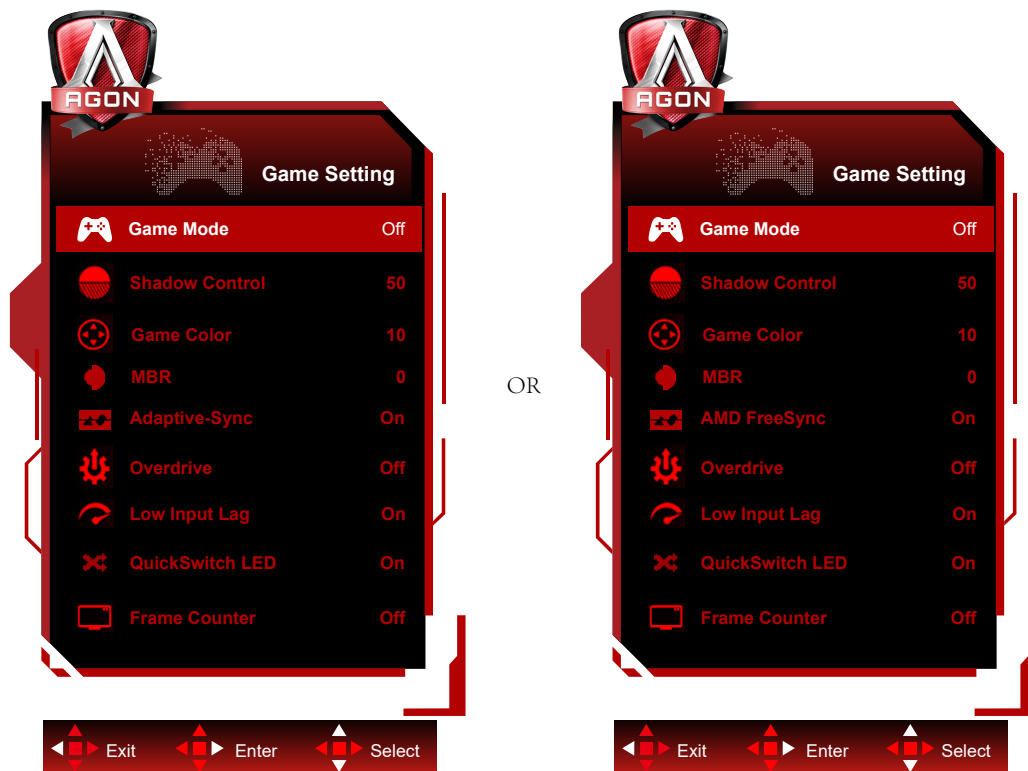 AGON
Game Setting
Game Mode Off
Shadow Control 50
Game Color 10
MBR 0
Adaptive-Sync On
Overdrive Off
Low Input Lag On
QuickSwitch LED On
Frame Counter Off
Exit Enter Select
OR
AGON
Game Setting
Game Mode Off
Shadow Control 50
Game Color 10
MBR 0
AMD FreeSync On
Overdrive Off
Low Input Lag On
QuickSwitch LED On
Frame Counter Off
Exit Enter Select